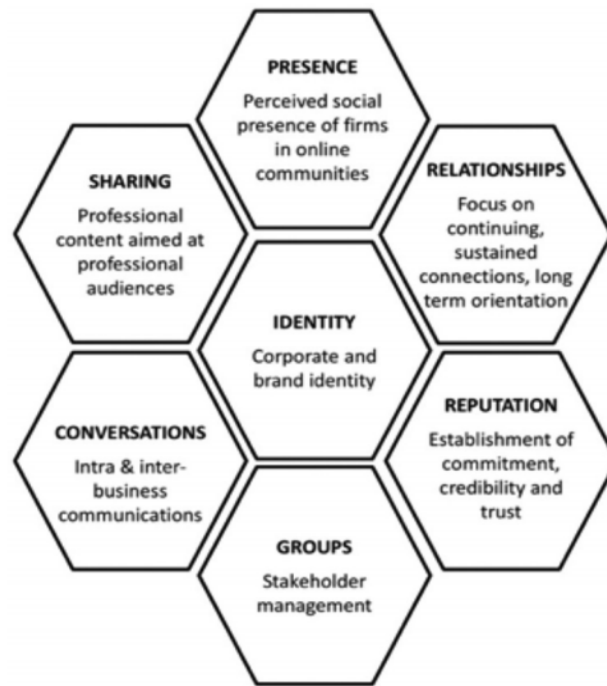 PRESENCE
Perceived social
presence of firms
in online
communities
SHARING
Professional
content aimed at
professional
audiences
RELATIONSHIPS
Focus on
continuing,
sustained
connections, long
term orientation
IDENTITY
Corporate and
brand identity
CONVERSATIONS
Intra & inter-
business
communications
REPUTATION
Establishment of
commitment,
credibility and
trust
GROUPS
Stakeholder
management